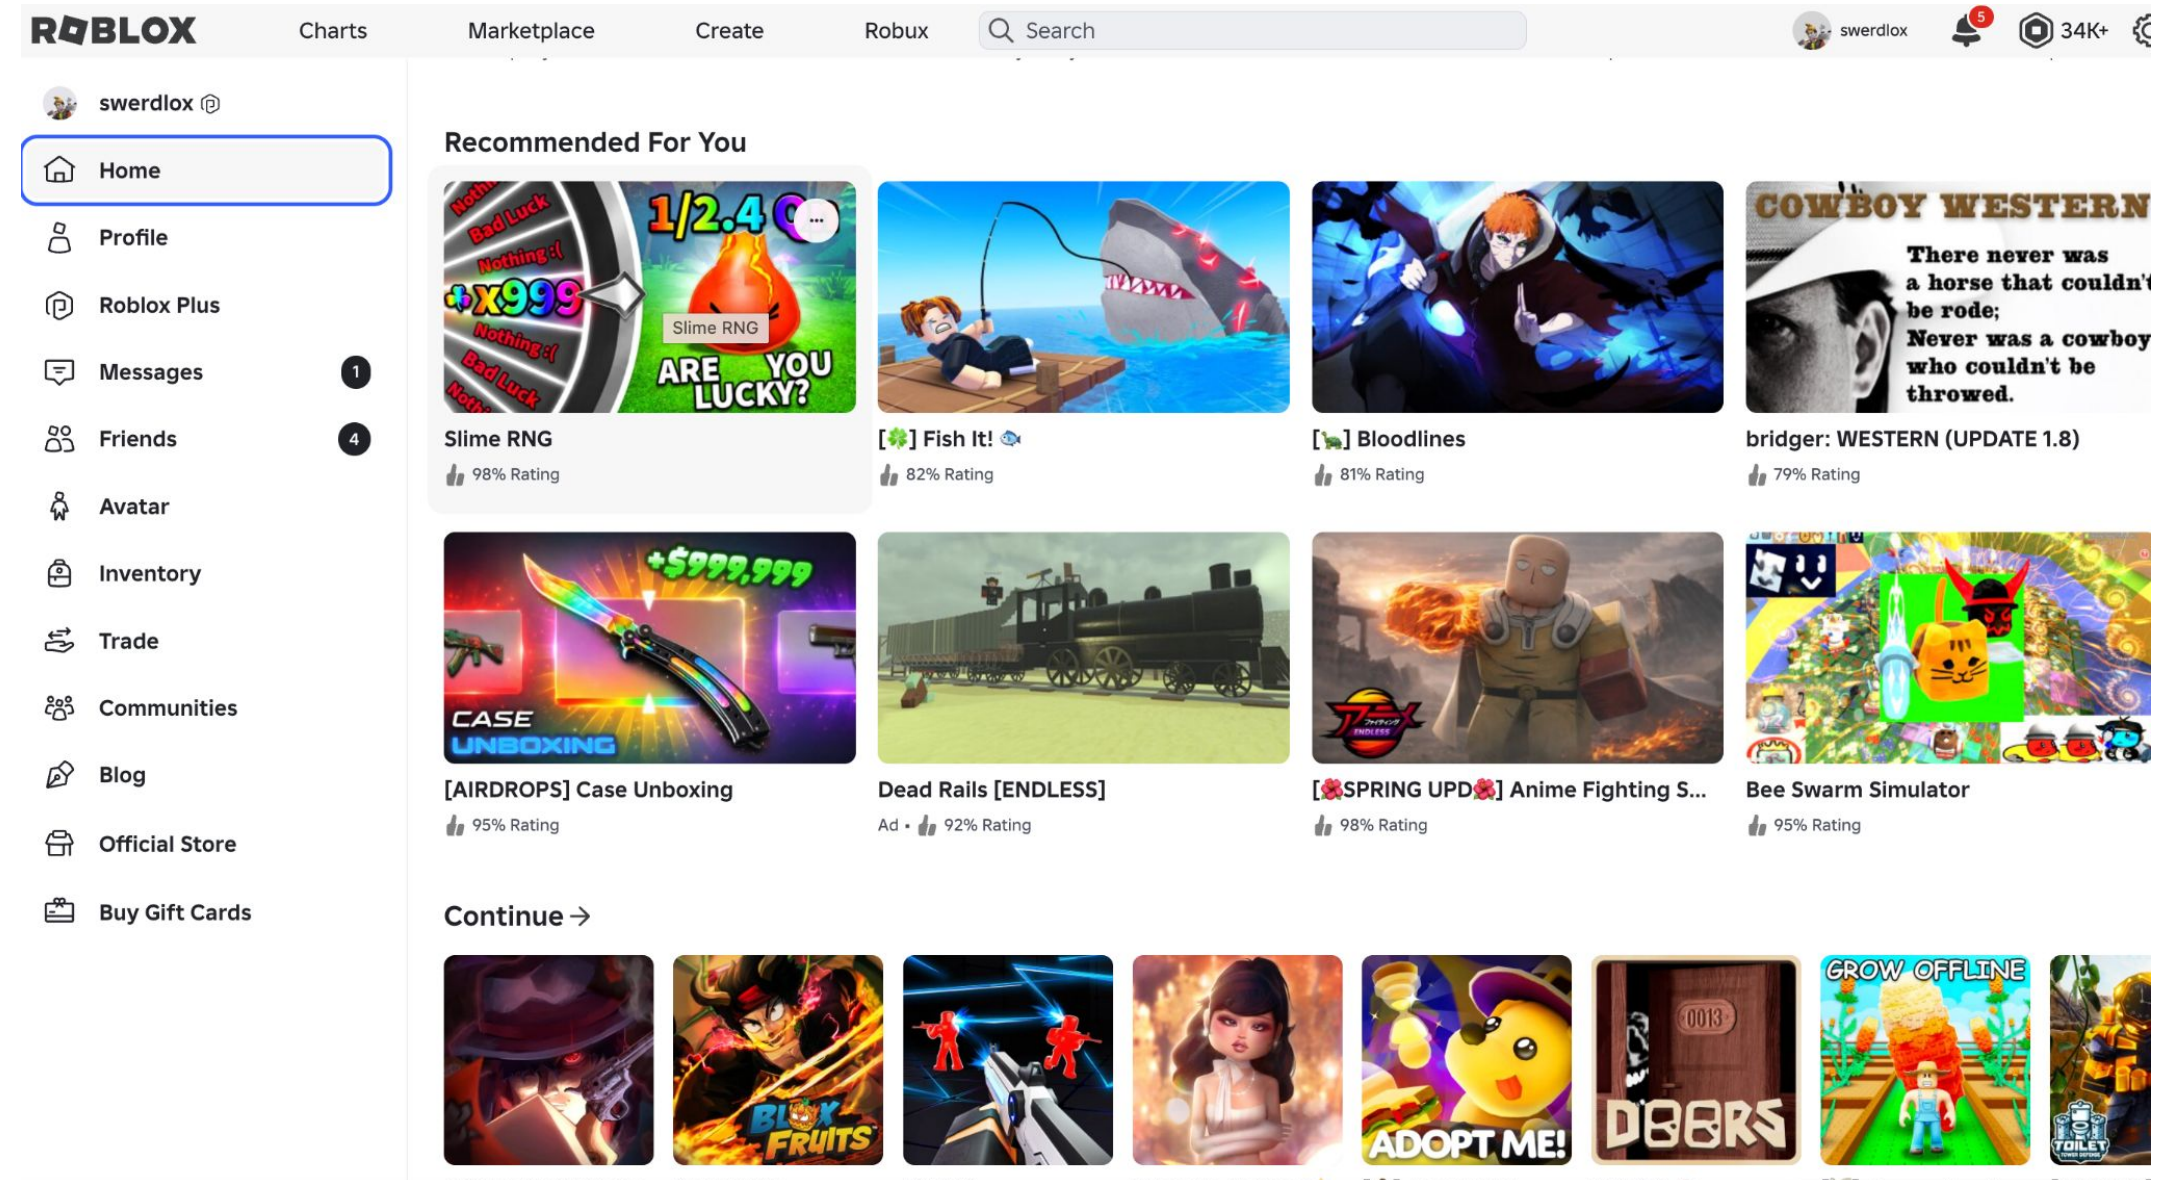 ROBLOX
Charts
Marketplace
Create
Robux
Search
swerdlox
5
34K+
swerdlox
Home
Profile
Roblox Plus
Messages
1
Friends
4
Avatar
Inventory
Trade
Communities
Blog
Official Store
Buy Gift Cards
Recommended For You
Bad Luck
Nothing :(
x999
Nothing :(
Bad Luck
1/2.4
...
Slime RNG
ARE YOU
LUCKY?
Slime RNG
98% Rating
[🍀] Fish It! 🐟
82% Rating
[🐢] Bloodlines
81% Rating
COWBOY WESTERN
There never was
a horse that couldn't
be rode;
Never was a cowboy
who couldn't be
throwed.
bridger: WESTERN (UPDATE 1.8)
79% Rating
+$999,999
CASE
UNBOXING
[AIRDROPS] Case Unboxing
95% Rating
Dead Rails [ENDLESS]
Ad • 92% Rating
ENDLESS
[🌺SPRING UPD🌺] Anime Fighting S...
98% Rating
Bee Swarm Simulator
95% Rating
Continue →
BLOX
FRUITS
ADOPT ME!
0013
DOORS
GROW OFFLINE
TOILET
TOWER DEFENSE